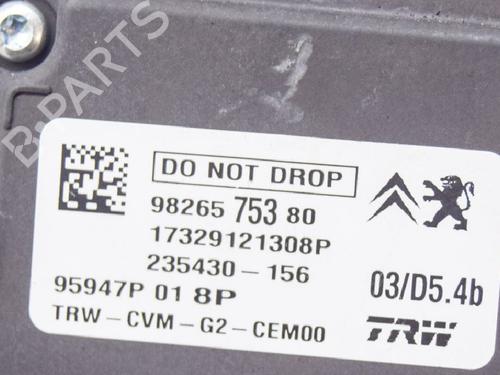 B-PARTS
DO NOT DROP
98265 753 80
17329121308P
235430-156
03/D5.4b
95947P 01 8P
TRW-CVM-G2-CEM00
TRW